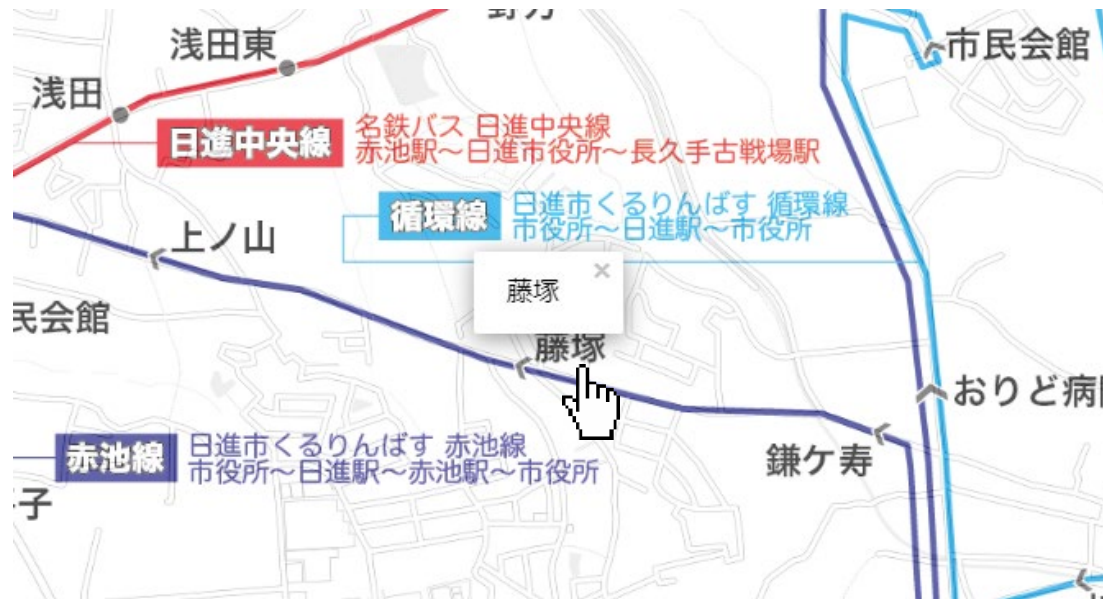 浅田東
市民会館
浅田
日進中央線
名鉄バス 日進中央線
赤池駅～日進市役所～長久手古戦場駅
循環線
日進市くるりんばす 循環線
市役所～日進駅～市役所
上ノ山
×
藤塚
民会館
藤塚
おりど病
鎌ケ寿
赤池線
日進市くるりんばす 赤池線
市役所～日進駅～赤池駅～市役所
子